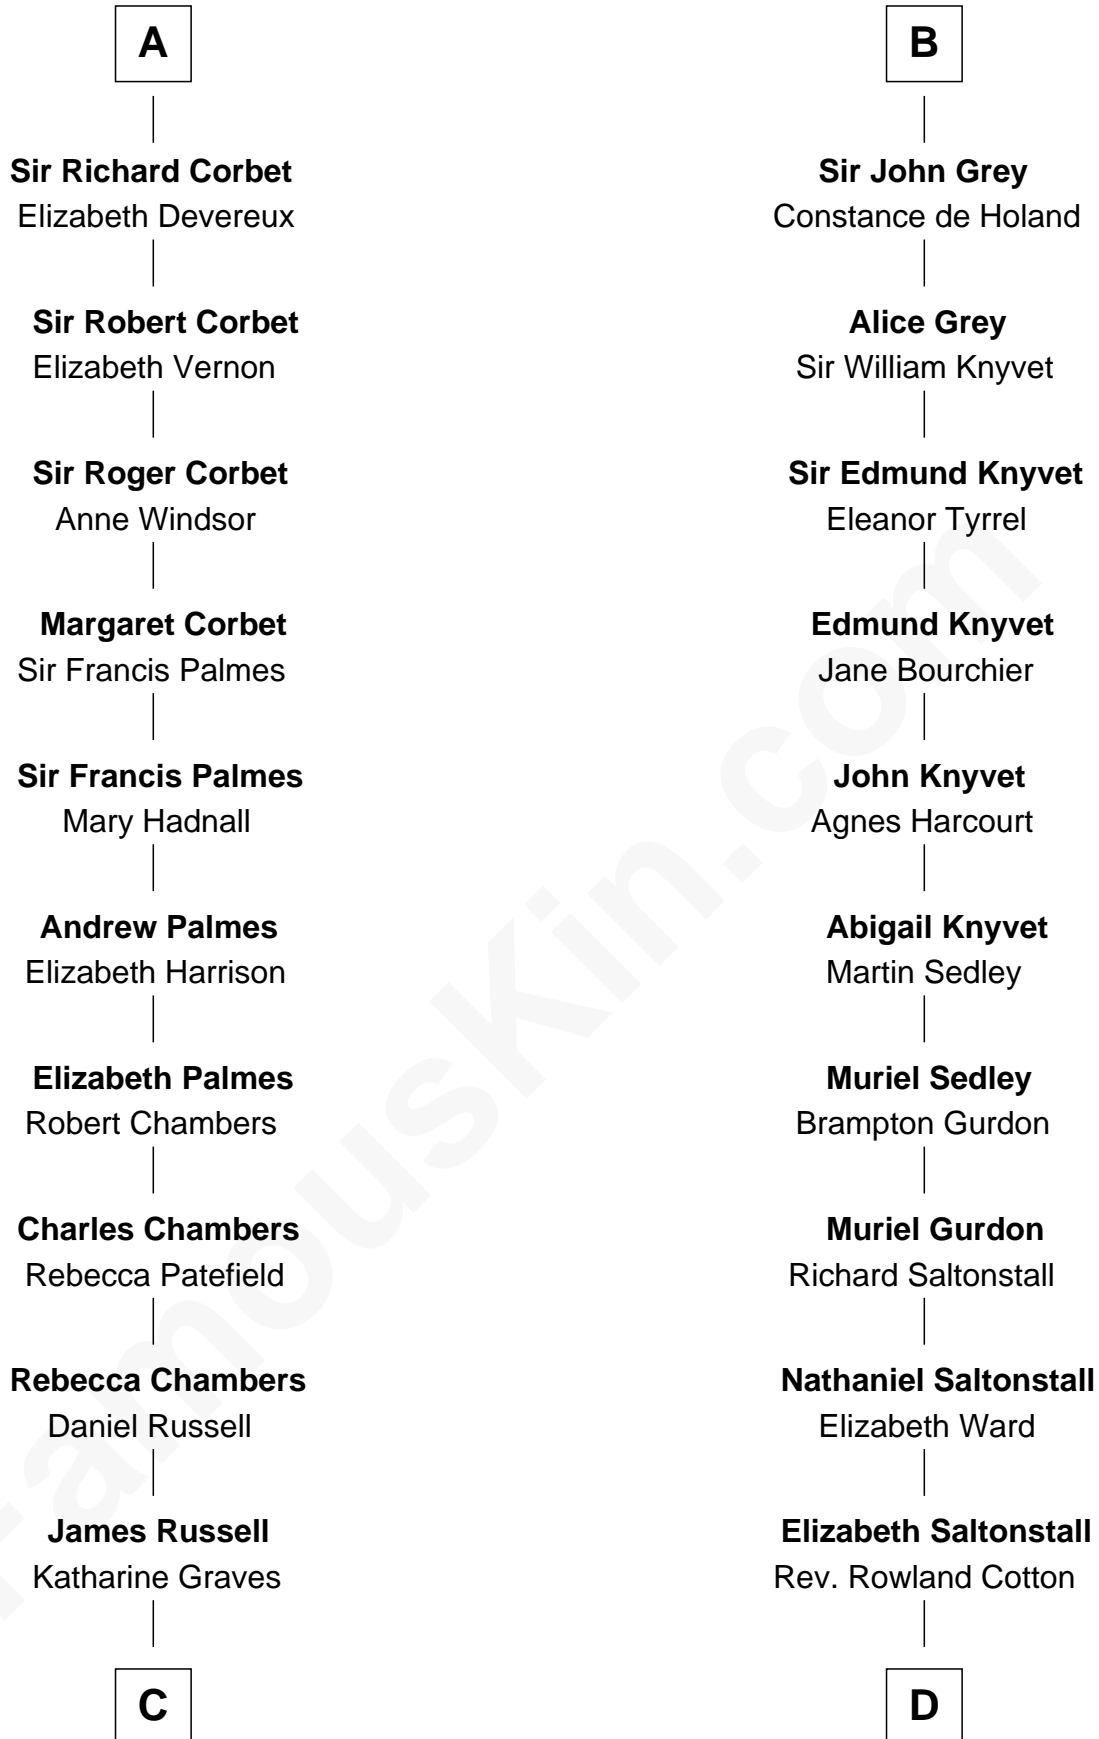 A
Sir Richard Corbet
Elizabeth Devereux
Sir Robert Corbet
Elizabeth Vernon
Sir Roger Corbet
Anne Windsor
Margaret Corbet
Sir Francis Palmes
Sir Francis Palmes
Mary Hadnall
Andrew Palmes
Elizabeth Harrison
Elizabeth Palmes
Robert Chambers
Charles Chambers
Rebecca Patefield
Rebecca Chambers
Daniel Russell
James Russell
Katharine Graves
C
B
Sir John Grey
Constance de Holand
Alice Grey
Sir William Knyvet
Sir Edmund Knyvet
Eleanor Tyrrel
Edmund Knyvet
Jane Bourchier
John Knyvet
Agnes Harcourt
Abigail Knyvet
Martin Sedley
Muriel Sedley
Brampton Gurdon
Muriel Gurdon
Richard Saltonstall
Nathaniel Saltonstall
Elizabeth Ward
Elizabeth Saltonstall
Rev. Rowland Cotton
D
FamousKin.com